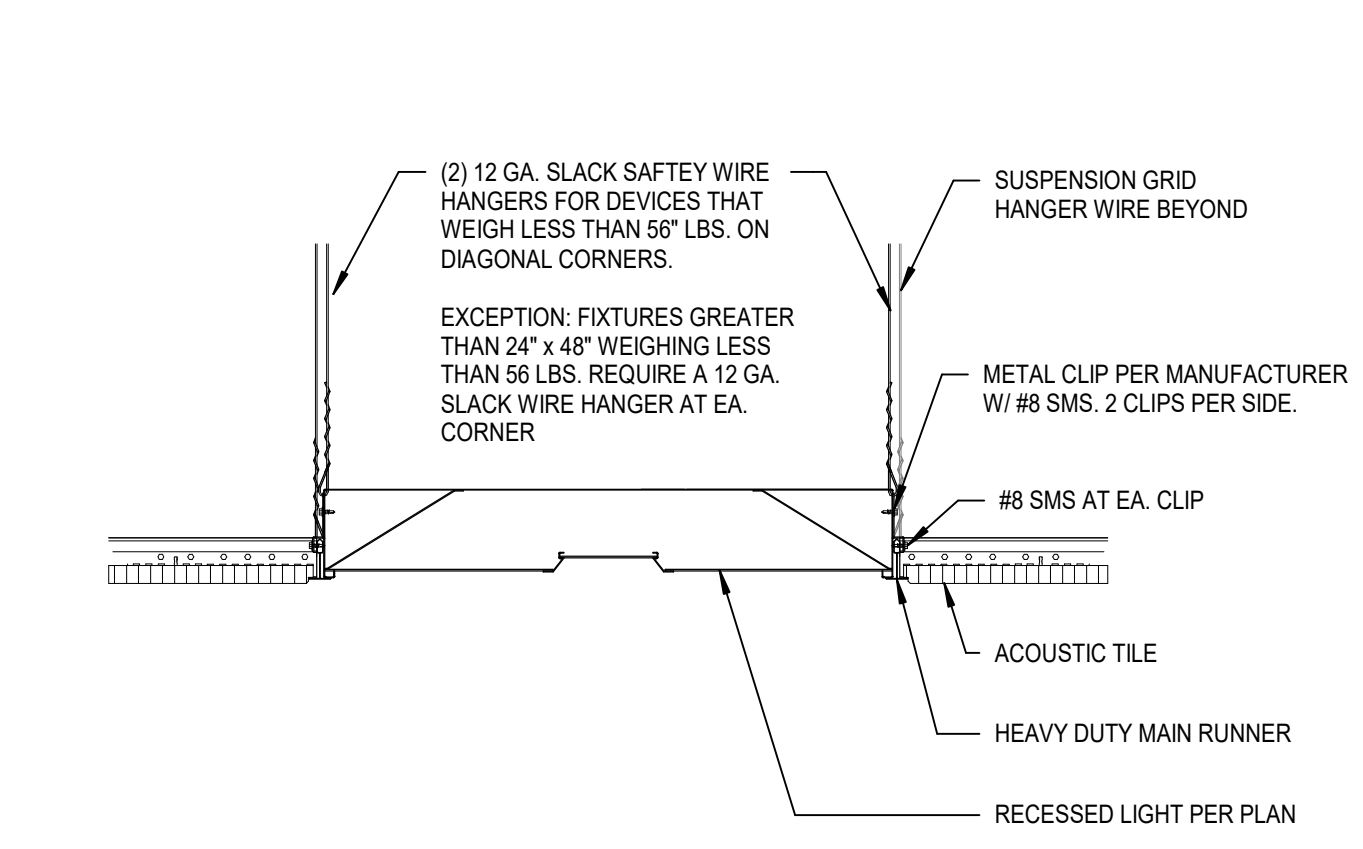 (2) 12 GA. SLACK SAFTEY WIRE
HANGERS FOR DEVICES THAT
WEIGH LESS THAN 56" LBS. ON
DIAGONAL CORNERS.
EXCEPTION: FIXTURES GREATER
THAN 24" x 48" WEIGHING LESS
THAN 56 LBS. REQUIRE A 12 GA.
SLACK WIRE HANGER AT EA.
CORNER
SUSPENSION GRID
HANGER WIRE BEYOND
METAL CLIP PER MANUFACTURER
W/ #8 SMS. 2 CLIPS PER SIDE.
#8 SMS AT EA. CLIP
ACOUSTIC TILE
HEAVY DUTY MAIN RUNNER
RECESSED LIGHT PER PLAN